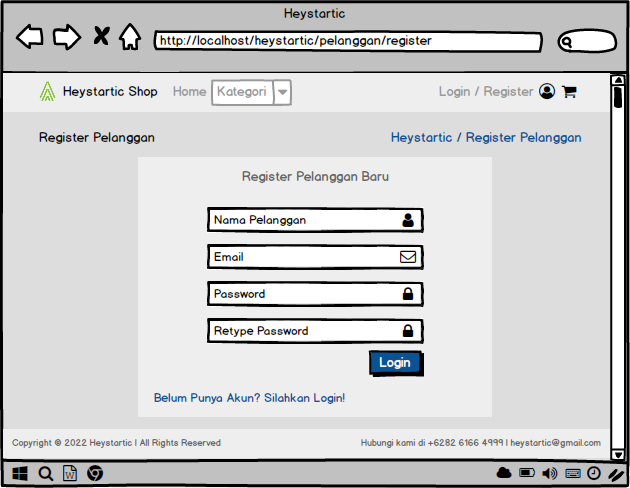 Heystartic
http://localhost/heystartic/pelanggan/register
Heystartic Shop Home Kategori Login / Register
Register Pelanggan Heystartic / Register Pelanggan
Register Pelanggan Baru
Nama Pelanggan
Email
Password
Retype Password
Login
Belum Punya Akun? Silahkan Login!
Copyright © 2022 Heystartic | All Rights Reserved Hubungi kami di +6282 6166 4999 | heystartic@gmail.com
W